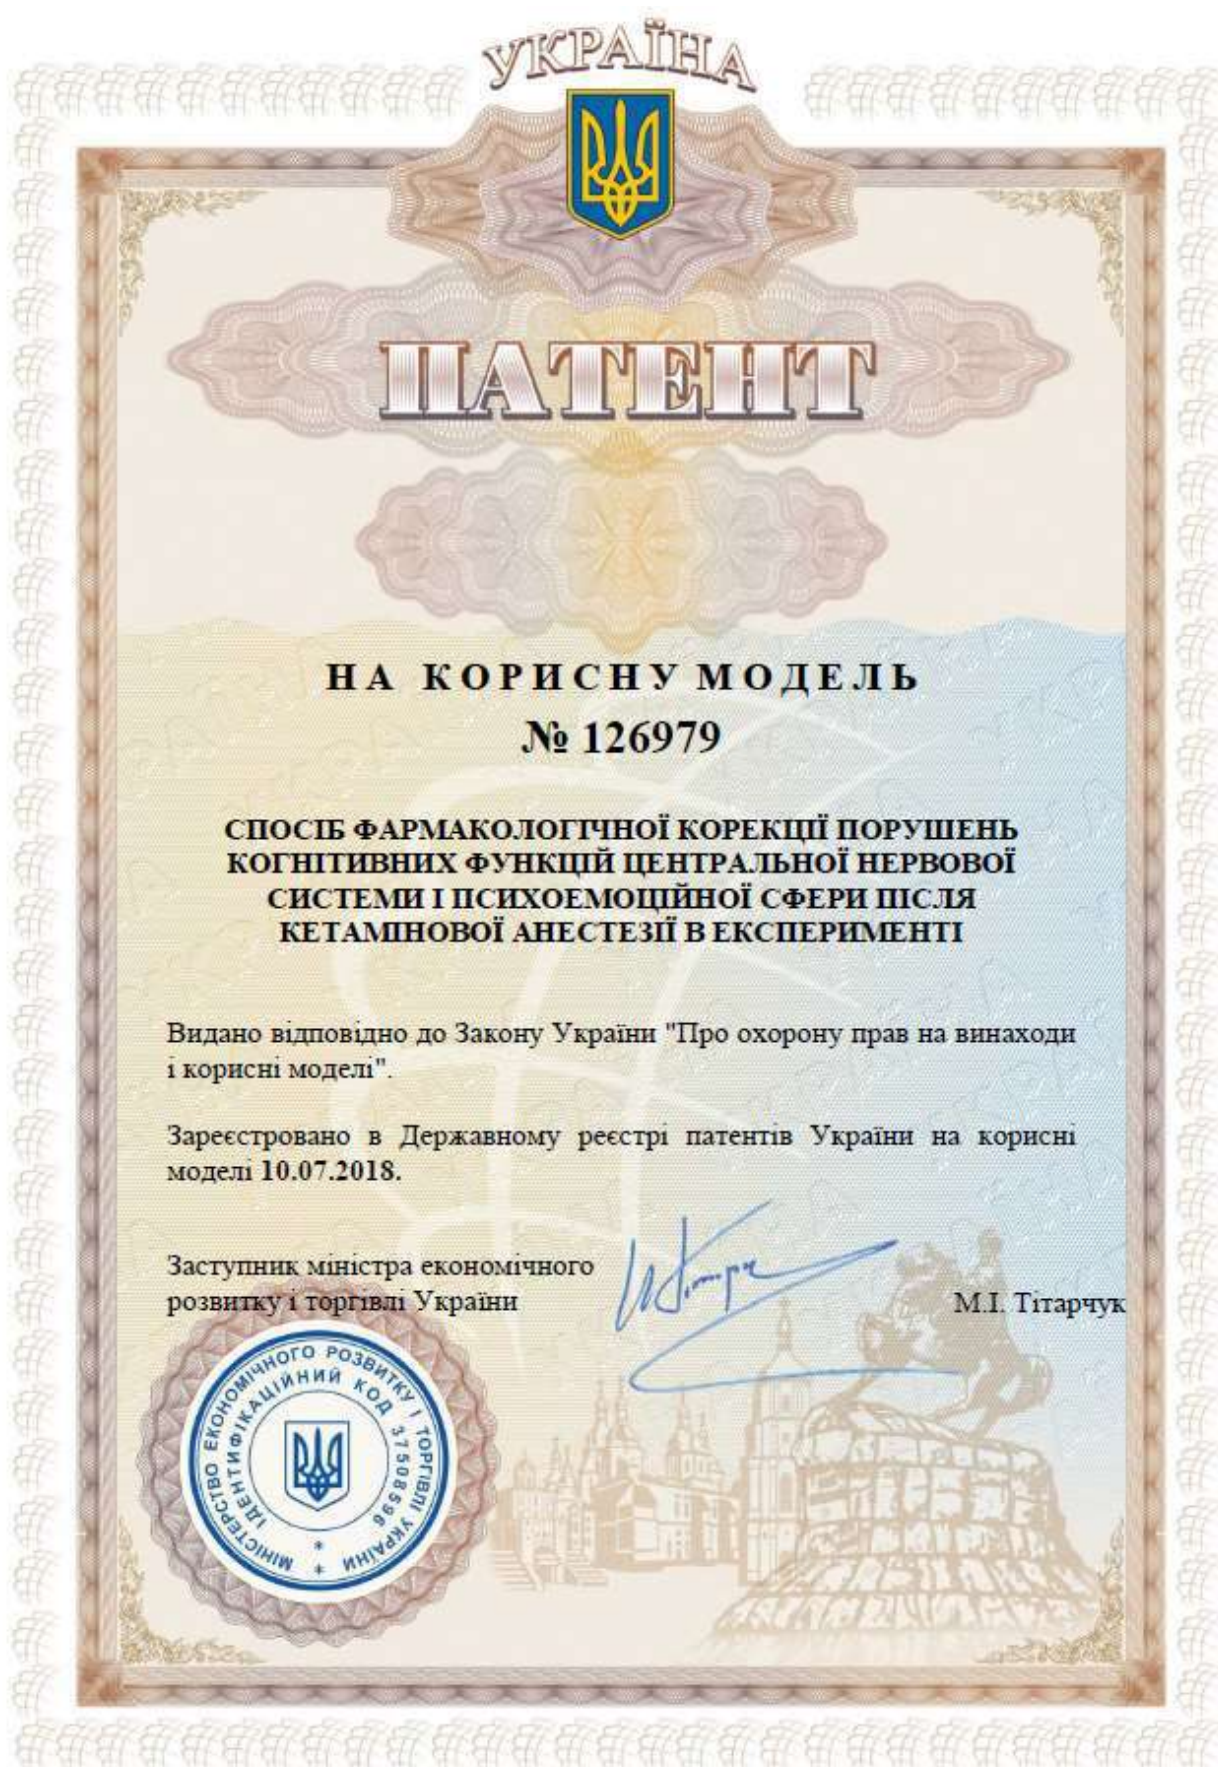 УКРАЇНА
ПАТЕНТ
НА КОРИСНУ МОДЕЛЬ
№ 126979
СПОСІБ ФАРМАКОЛОГІЧНОЇ КОРЕКЦІЇ ПОРУШЕНЬ
КОГНІТИВНИХ ФУНКЦІЙ ЦЕНТРАЛЬНОЇ НЕРВОВОЇ
СИСТЕМИ І ПСИХОЕМОЦІЙНОЇ СФЕРИ ПІСЛЯ
КЕТАМІНОВОЇ АНЕСТЕЗІЇ В ЕКСПЕРИМЕНТІ
Видано відповідно до Закону України "Про охорону прав на винаходи
і корисні моделі".
Зареєстровано в Державному реєстрі патентів України на корисні
моделі 10.07.2018.
Заступник міністра економічного
розвитку і торгівлі України
М.І. Тітарчук
МІНІСТЕРСТВО ЕКОНОМІЧНОГО РОЗВИТКУ І ТОРГІВЛІ УКРАЇНИ
ІДЕНТИФІКАЦІЙНИЙ КОД 37508596